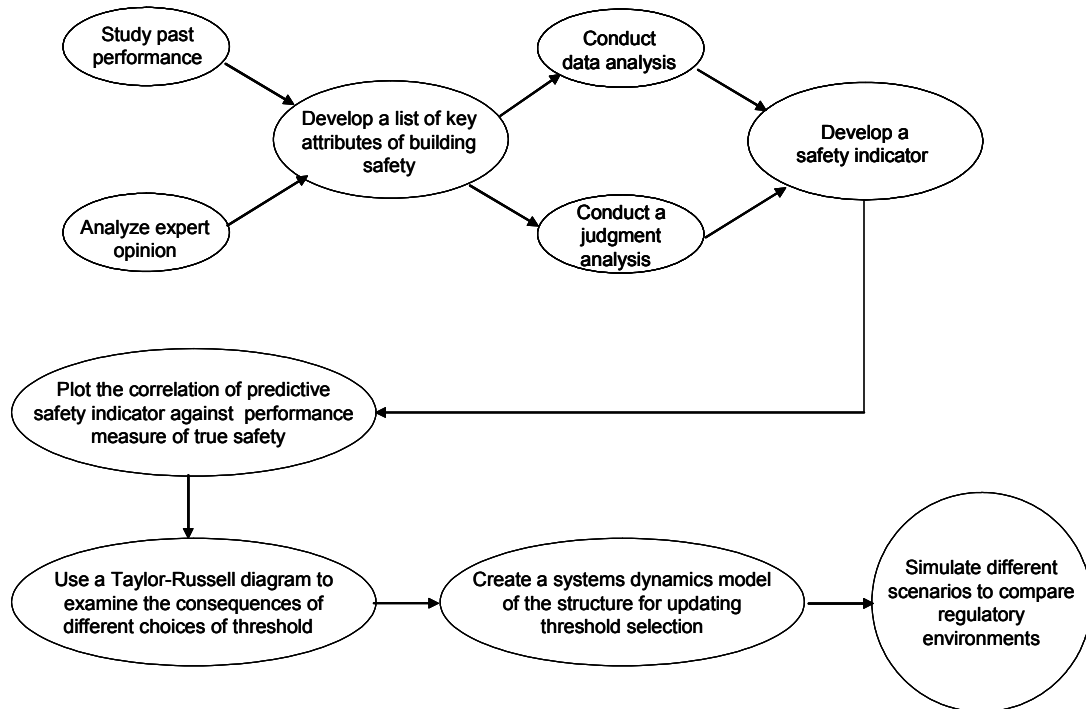 Study past
performance
Analyze expert
opinion
Develop a list of key
attributes of building
safety
Conduct
data analysis
Conduct a
judgment
analysis
Develop a
safety indicator
Plot the correlation of predictive
safety indicator against performance
measure of true safety
Use a Taylor-Russell diagram to
examine the consequences of
different choices of threshold
Create a systems dynamics model
of the structure for updating
threshold selection
Simulate different
scenarios to compare
regulatory
environments